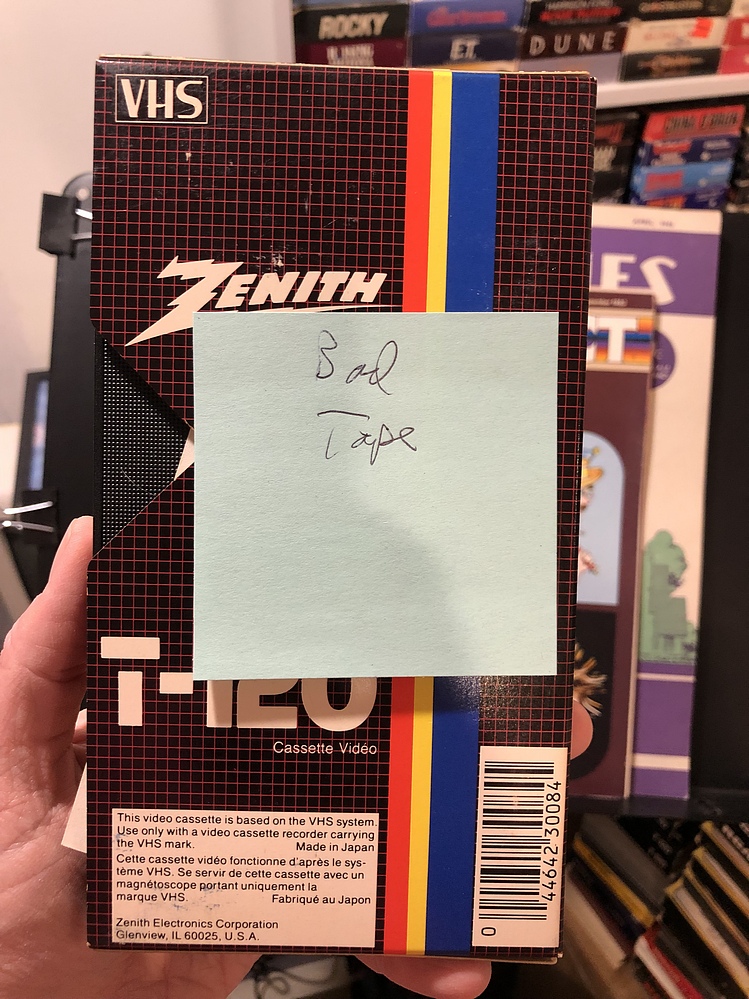 ROCKY
E.T.
DUNE
VHS
ZENITH
Bad
Tape
T-120
Cassette Vidéo
This video cassette is based on the VHS system.
Use only with a video cassette recorder carrying
the VHS mark. Made in Japan
Cette cassette vidéo fonctionne d'après le sys-
tème VHS. Se servir de cette cassette avec un
magnétoscope portant uniquement la
marque VHS. Fabriqué au Japon
Zenith Electronics Corporation
Glenview, IL 60025, U.S.A.
0 44642 30084